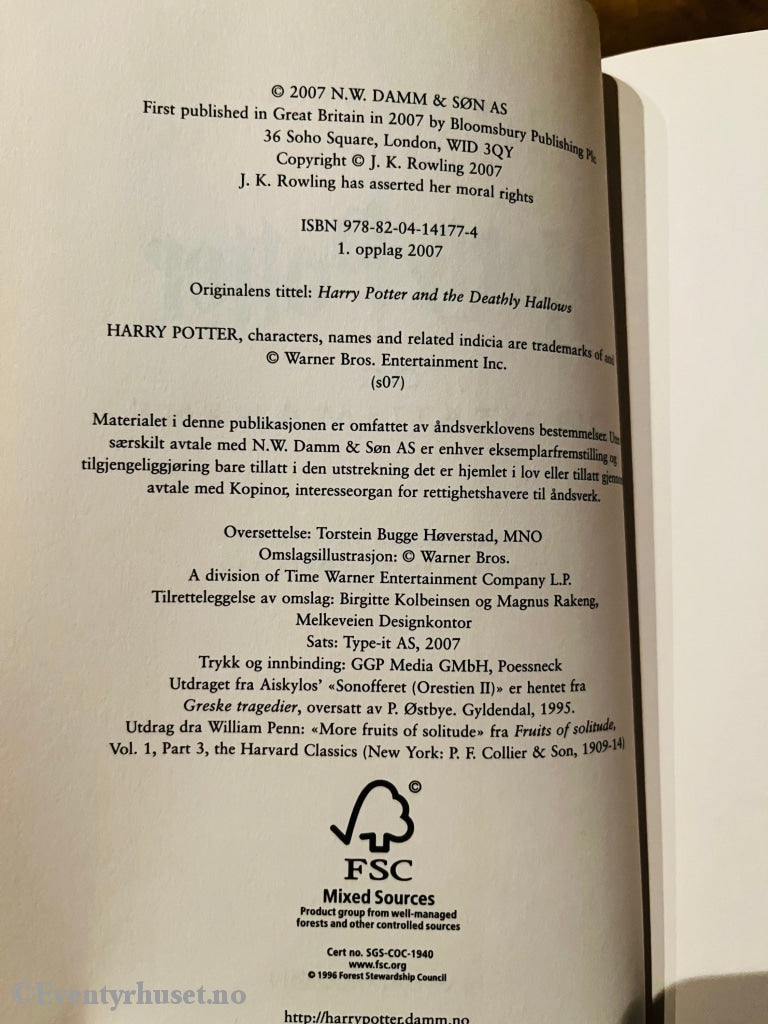 © 2007 N.W. DAMM & SØN AS
First published in Great Britain in 2007 by Bloomsbury Publishing Plc
36 Soho Square, London, WID 3QY
Copyright © J. K. Rowling 2007
J. K. Rowling has asserted her moral rights
ISBN 978-82-04-14177-4
1. opplag 2007
Originalens tittel: Harry Potter and the Deathly Hallows
HARRY POTTER, characters, names and related indicia are trademarks of and
© Warner Bros. Entertainment Inc.
(s07)
Materialet i denne publikasjonen er omfattet av åndsverklovens bestemmelser. Uten
særskilt avtale med N.W. Damm & Søn AS er enhver eksemplarfremstilling og
tilgjengeliggjøring bare tillatt i den utstrekning det er hjemlet i lov eller tillatt gjennom
avtale med Kopinor, interesseorgan for rettighetshavere til åndsverk.
Oversettelse: Torstein Bugge Høverstad, MNO
Omslagsillustrasjon: © Warner Bros.
A division of Time Warner Entertainment Company L.P.
Tilretteleggelse av omslag: Birgitte Kolbeinsen og Magnus Rakeng,
Melkeveien Designkontor
Sats: Type-it AS, 2007
Trykk og innbinding: GGP Media GMbH, Poessneck
Utdraget fra Aiskylos' «Sonofferet (Orestien II)» er hentet fra
Greske tragedier, oversatt av P. Østbye. Gyldendal, 1995.
Utdrag dra William Penn: «More fruits of solitude» fra Fruits of solitude,
Vol. 1, Part 3, the Harvard Classics (New York: P. F. Collier & Son, 1909-14)
©
FSC
Mixed Sources
Product group from well-managed
forests and other controlled sources
Cert no. SGS-COC-1940
www.fsc.org
© 1996 Forest Stewardship Council
©Eventyrhuset.no
http://harrypotter.damm.no